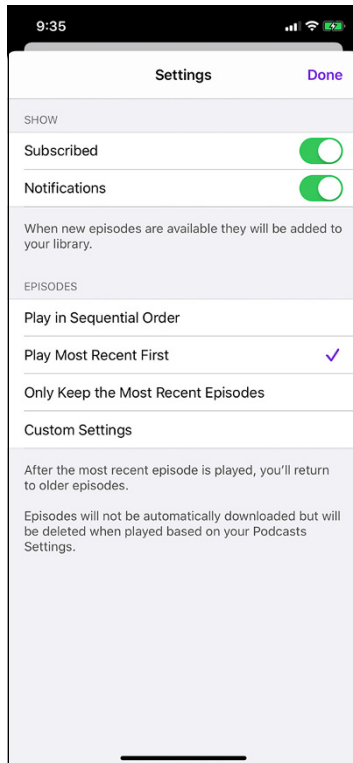 9:35
Settings
Done
SHOW
Subscribed
Notifications
When new episodes are available they will be added to
your library.
EPISODES
Play in Sequential Order
Play Most Recent First
Only Keep the Most Recent Episodes
Custom Settings
After the most recent episode is played, you’ll return
to older episodes.
Episodes will not be automatically downloaded but will
be deleted when played based on your Podcasts
Settings.